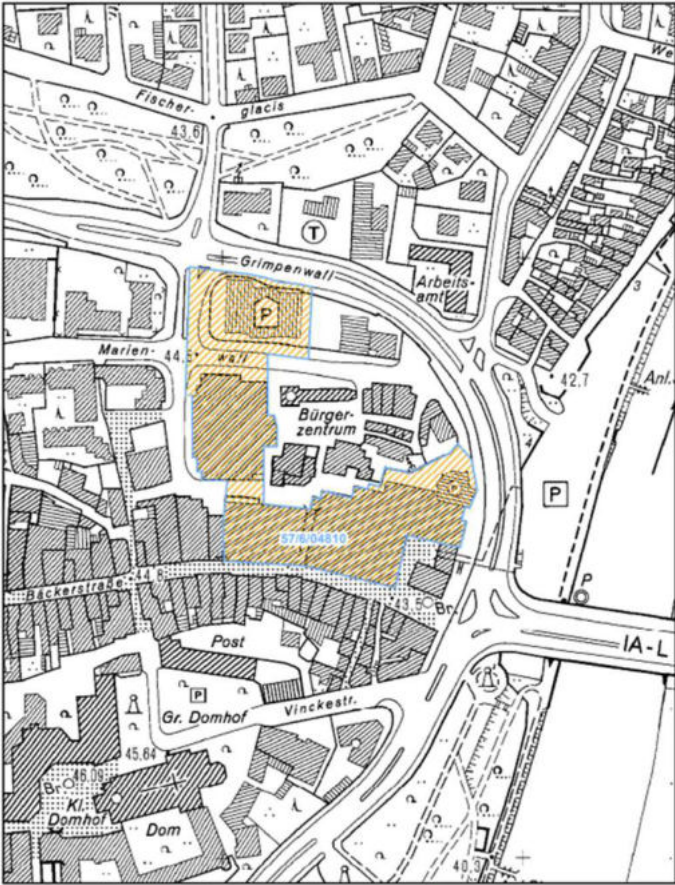 Fischer-
glacis
43.6
We
T
Grimpenwall
Arbeits-
amt
3
P
Marien-
44.5
wall
42.7
Anl.
Bürger-
zentrum
P
P
57/6/04810
Bäckerstraße
44.8
43.5
Br.
P
Post
IA-L
P
Gr. Domhof
Vinckestr.
45,64
Br
46.09
Kl.
Domhof
Dom
40.3